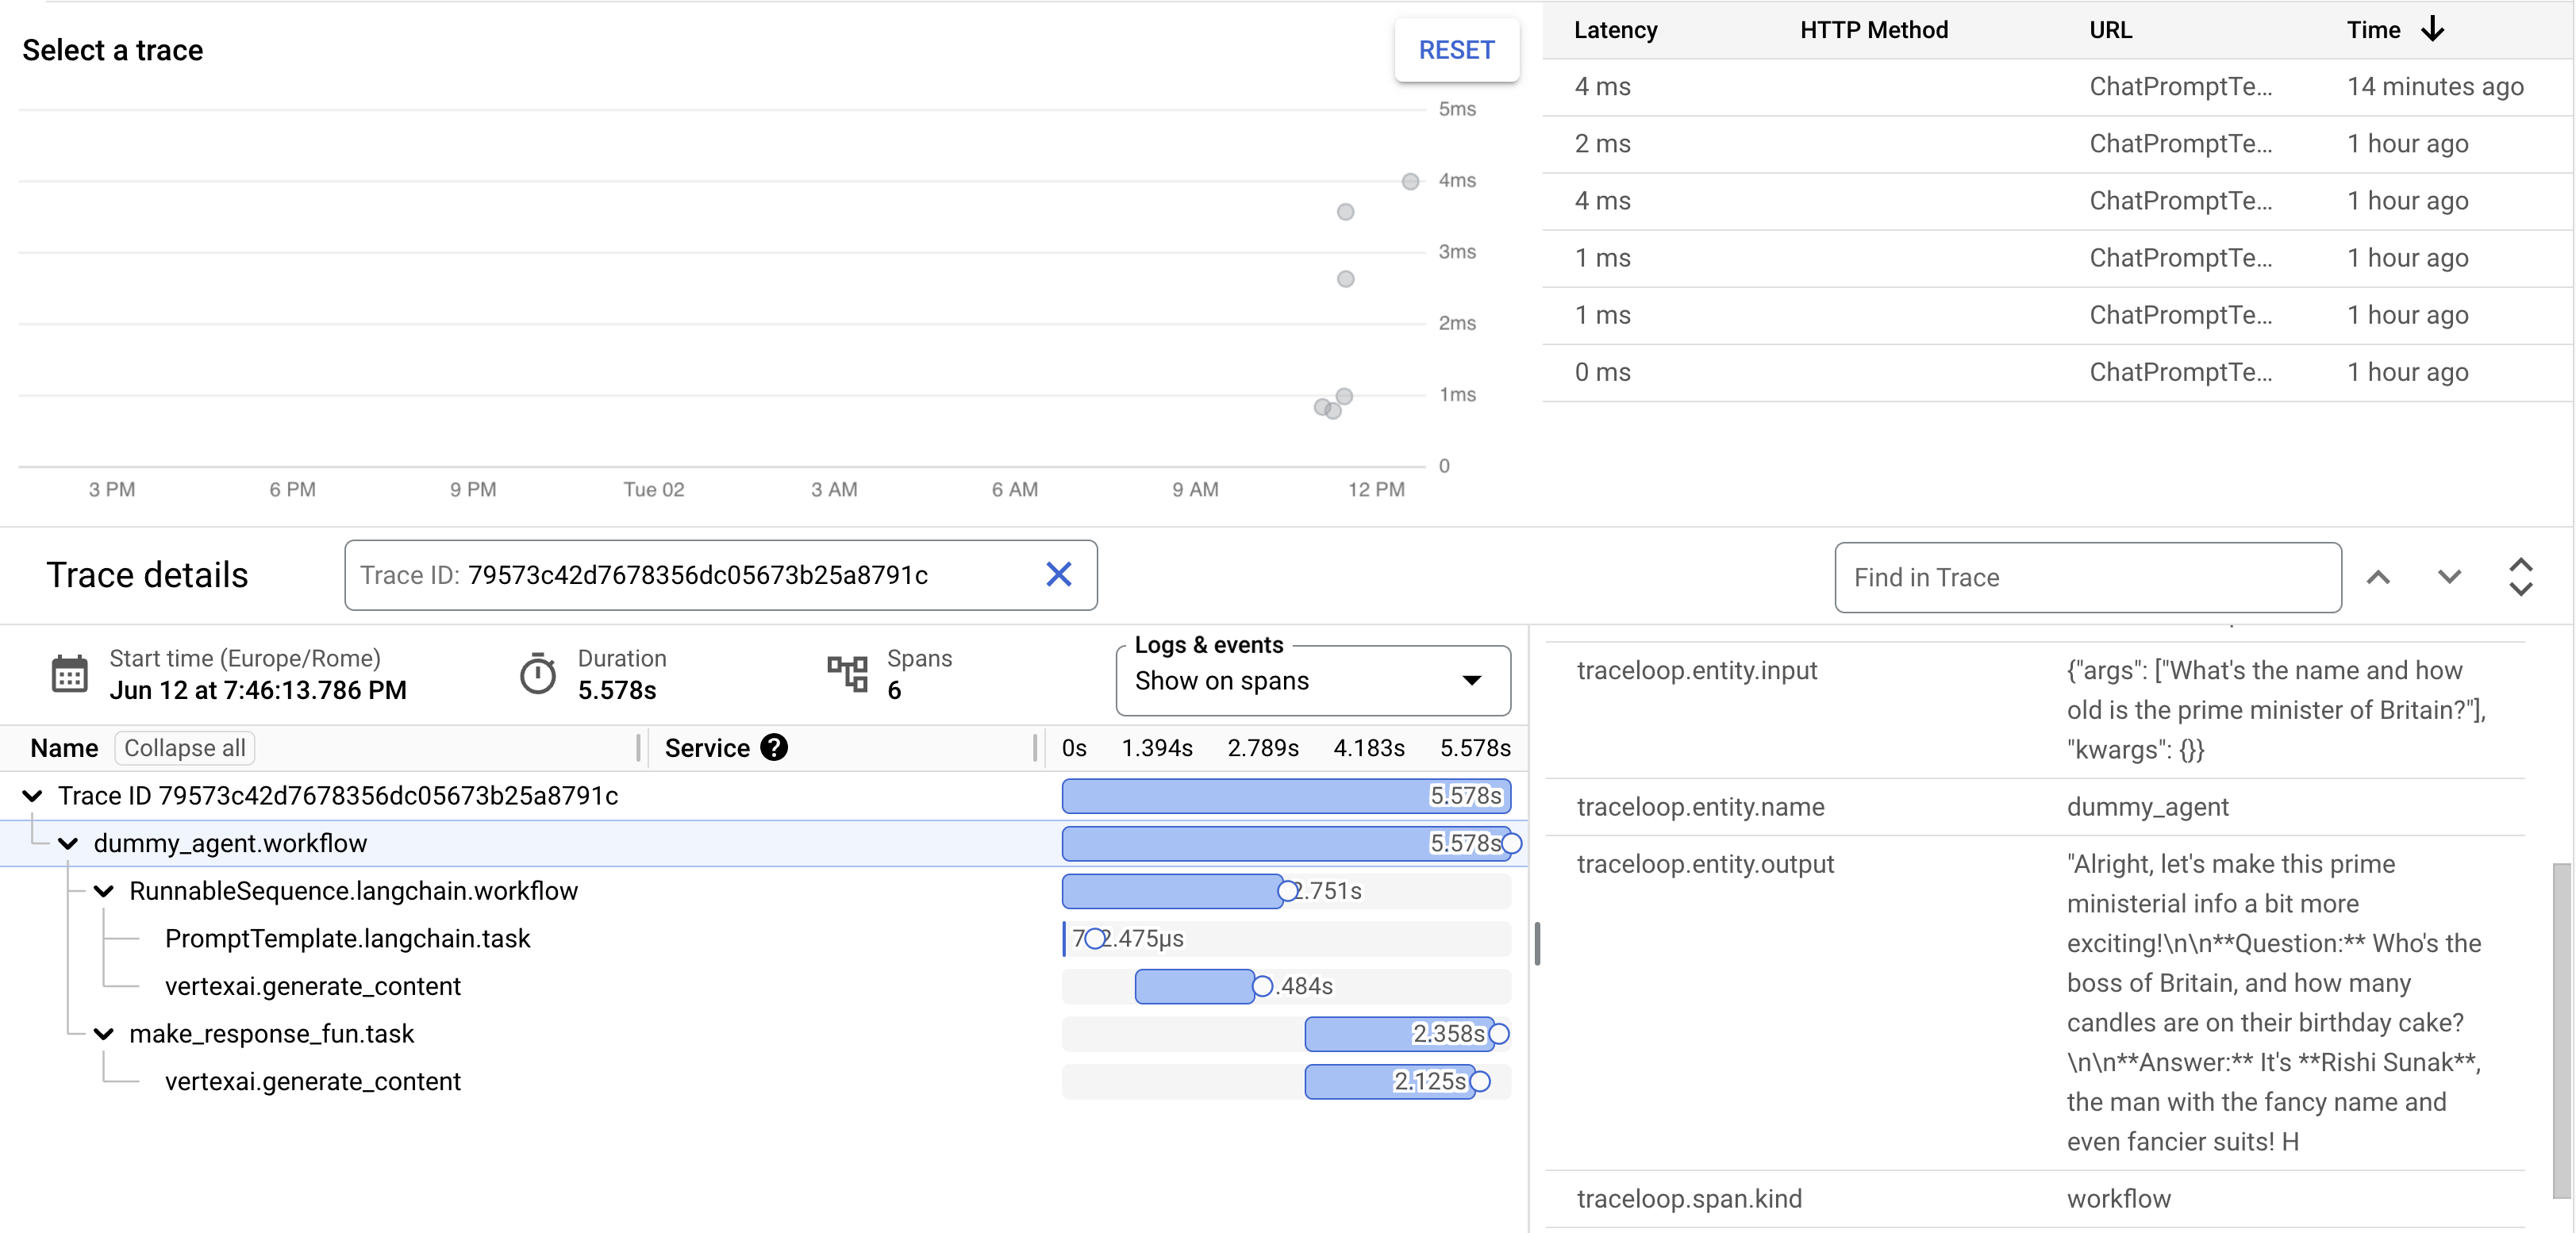 Select a trace
RESET
5ms
4ms
3ms
2ms
1ms
0
3 PM 6 PM 9 PM Tue 02 3 AM 6 AM 9 AM 12 PM
Latency HTTP Method URL Time
4 ms ChatPromptTe... 14 minutes ago
2 ms ChatPromptTe... 1 hour ago
4 ms ChatPromptTe... 1 hour ago
1 ms ChatPromptTe... 1 hour ago
1 ms ChatPromptTe... 1 hour ago
0 ms ChatPromptTe... 1 hour ago
Trace details
Trace ID: 79573c42d7678356dc05673b25a8791c
Find in Trace
Start time (Europe/Rome)
Jun 12 at 7:46:13.786 PM
Duration
5.578s
Spans
6
Logs & events
Show on spans
Name Collapse all Service 0s 1.394s 2.789s 4.183s 5.578s
Trace ID 79573c42d7678356dc05673b25a8791c 5.578s
dummy_agent.workflow 5.578s
RunnableSequence.langchain.workflow 2.751s
PromptTemplate.langchain.task
vertexai.generate_content .484s
make_response_fun.task 2.358s
vertexai.generate_content 2.125s
traceloop.entity.input
{"args": ["What's the name and how
old is the prime minister of Britain?"],
"kwargs": {}}
traceloop.entity.name dummy_agent
traceloop.entity.output
"Alright, let's make this prime
ministerial info a bit more
exciting!\n\n**Question:** Who's the
boss of Britain, and how many
candles are on their birthday cake?
\n\n**Answer:** It's **Rishi Sunak**,
the man with the fancy name and
even fancier suits! H
traceloop.span.kind workflow